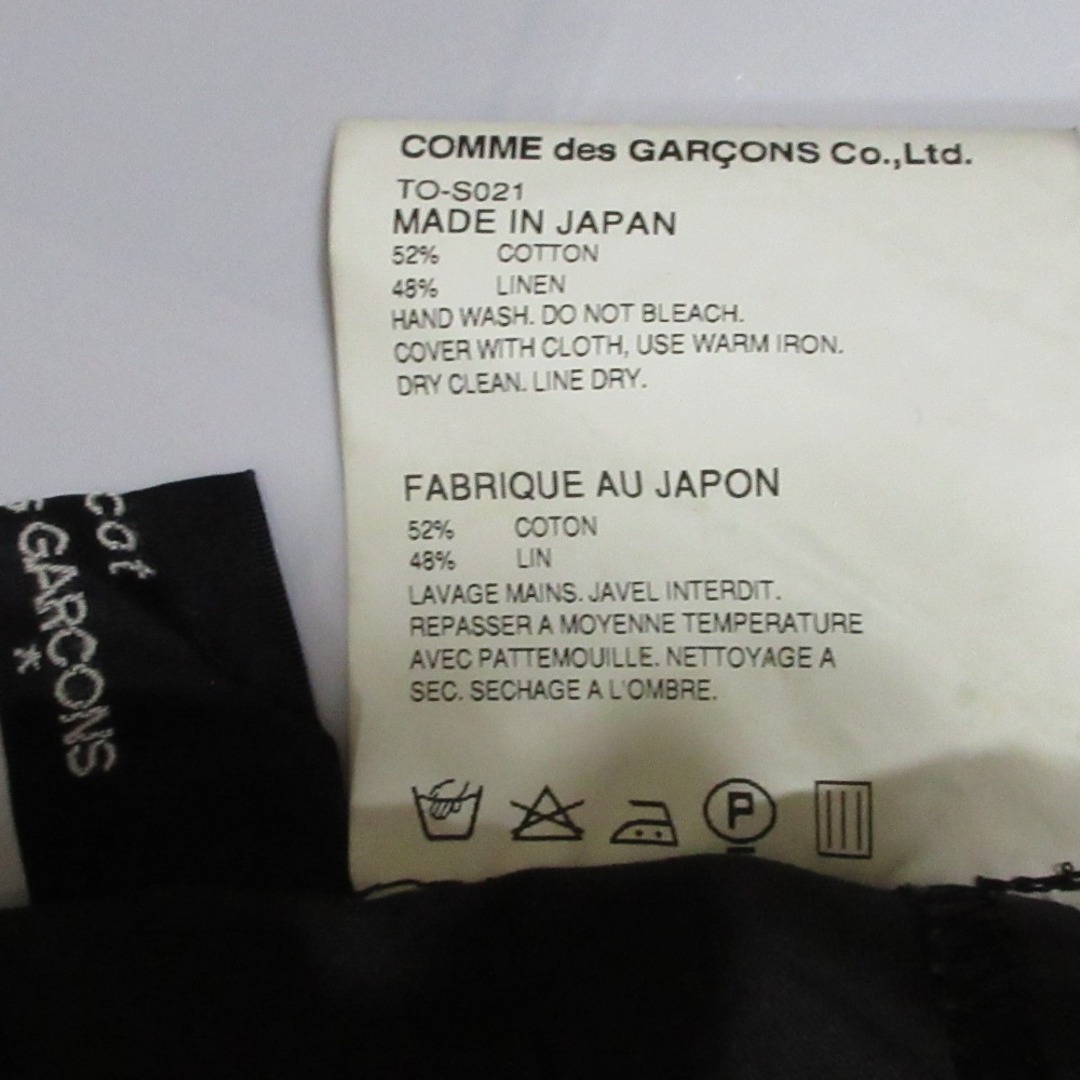 COMME des GARÇONS Co.,Ltd.
TO-S021
MADE IN JAPAN
52% COTTON
48% LINEN
HAND WASH. DO NOT BLEACH.
COVER WITH CLOTH, USE WARM IRON.
DRY CLEAN. LINE DRY.
FABRIQUE AU JAPON
52% COTON
48% LIN
LAVAGE MAINS. JAVEL INTERDIT.
REPASSER A MOYENNE TEMPERATURE
AVEC PATTEMOUILLE. NETTOYAGE A
SEC. SECHAGE A L'OMBRE.
P
cot
GARCONS
*